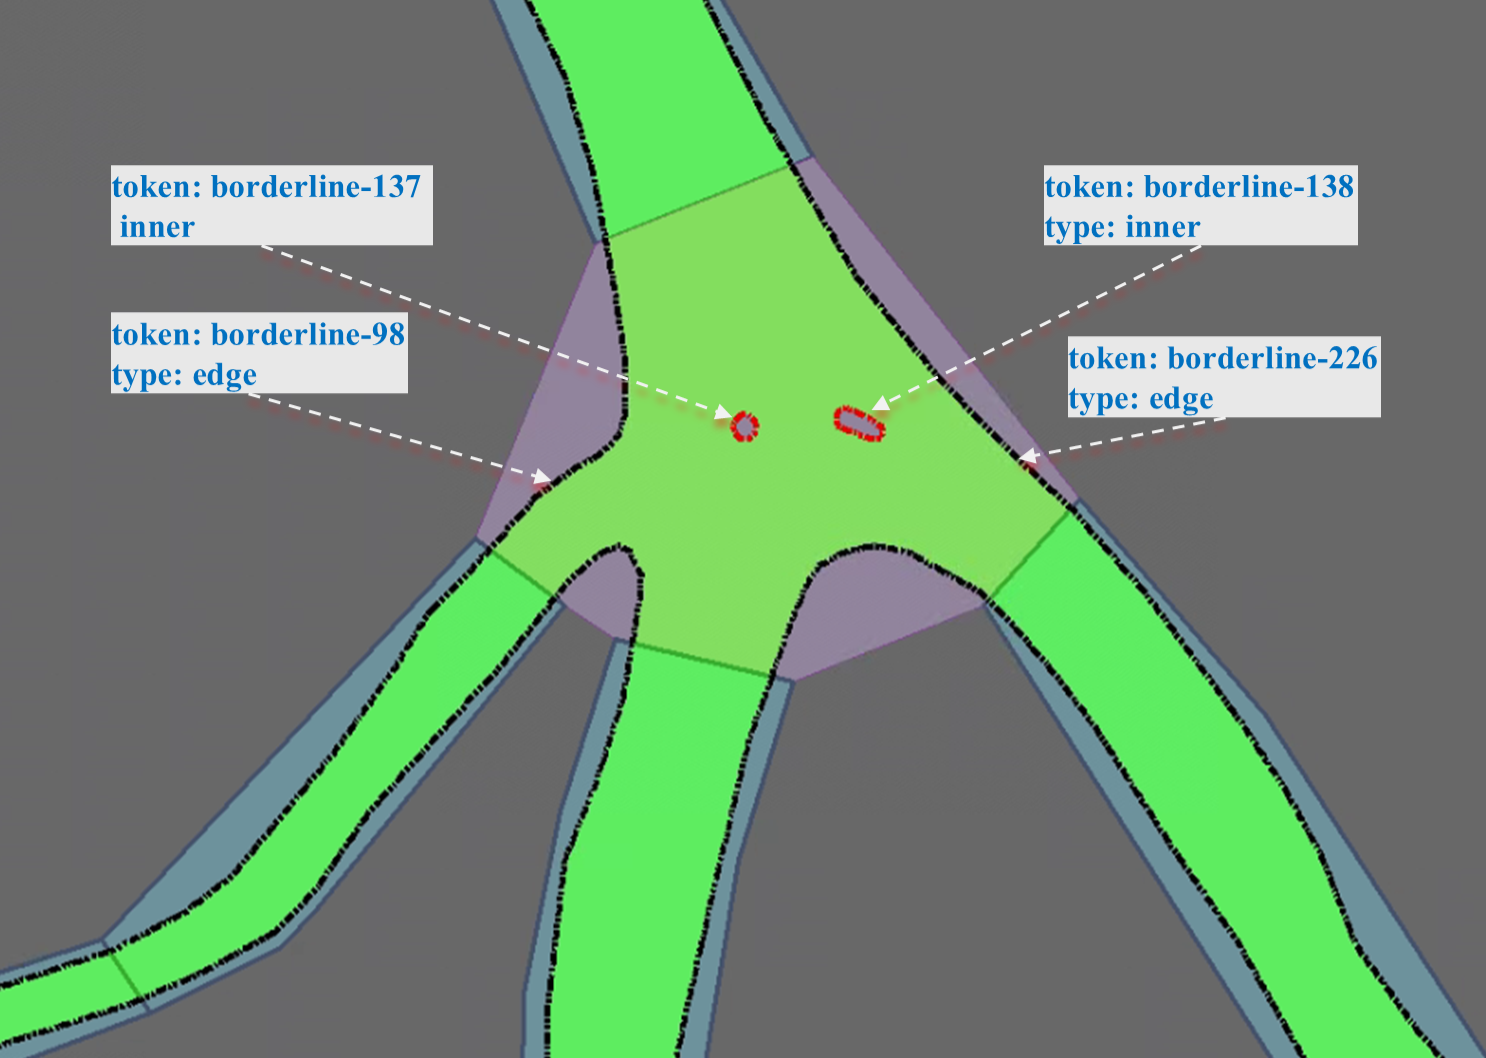 token: borderline-137
inner
token: borderline-138
type: inner
token: borderline-98
type: edge
token: borderline-226
type: edge